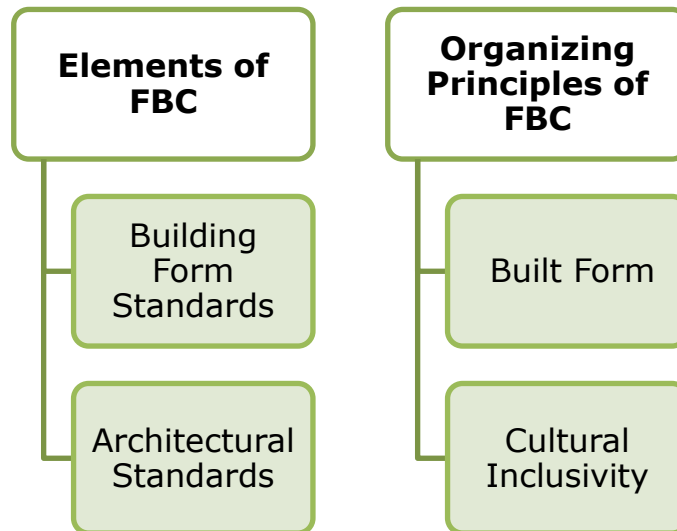 Elements of
FBC
Building
Form
Standards
Architectural
Standards
Organizing
Principles of
FBC
Built Form
Cultural
Inclusivity